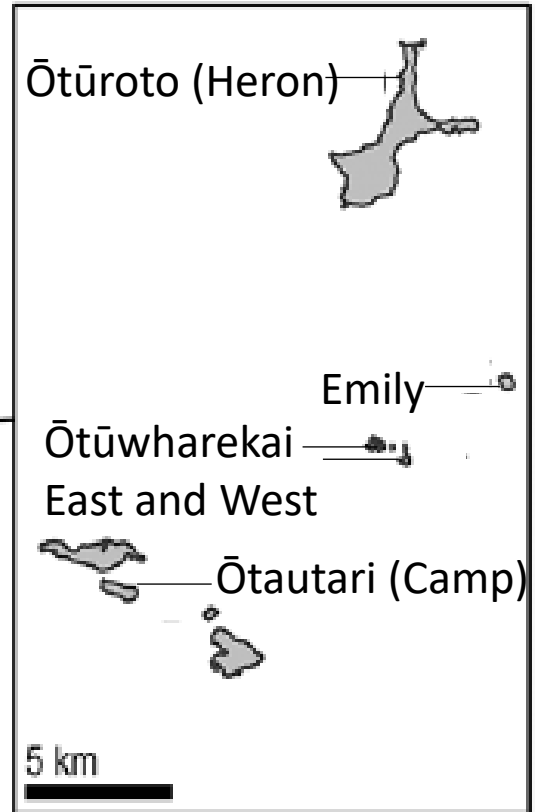 Ōtūroto (Heron)
Emily
Ōtūwharekai
East and West
Ōtautari (Camp)
5 km